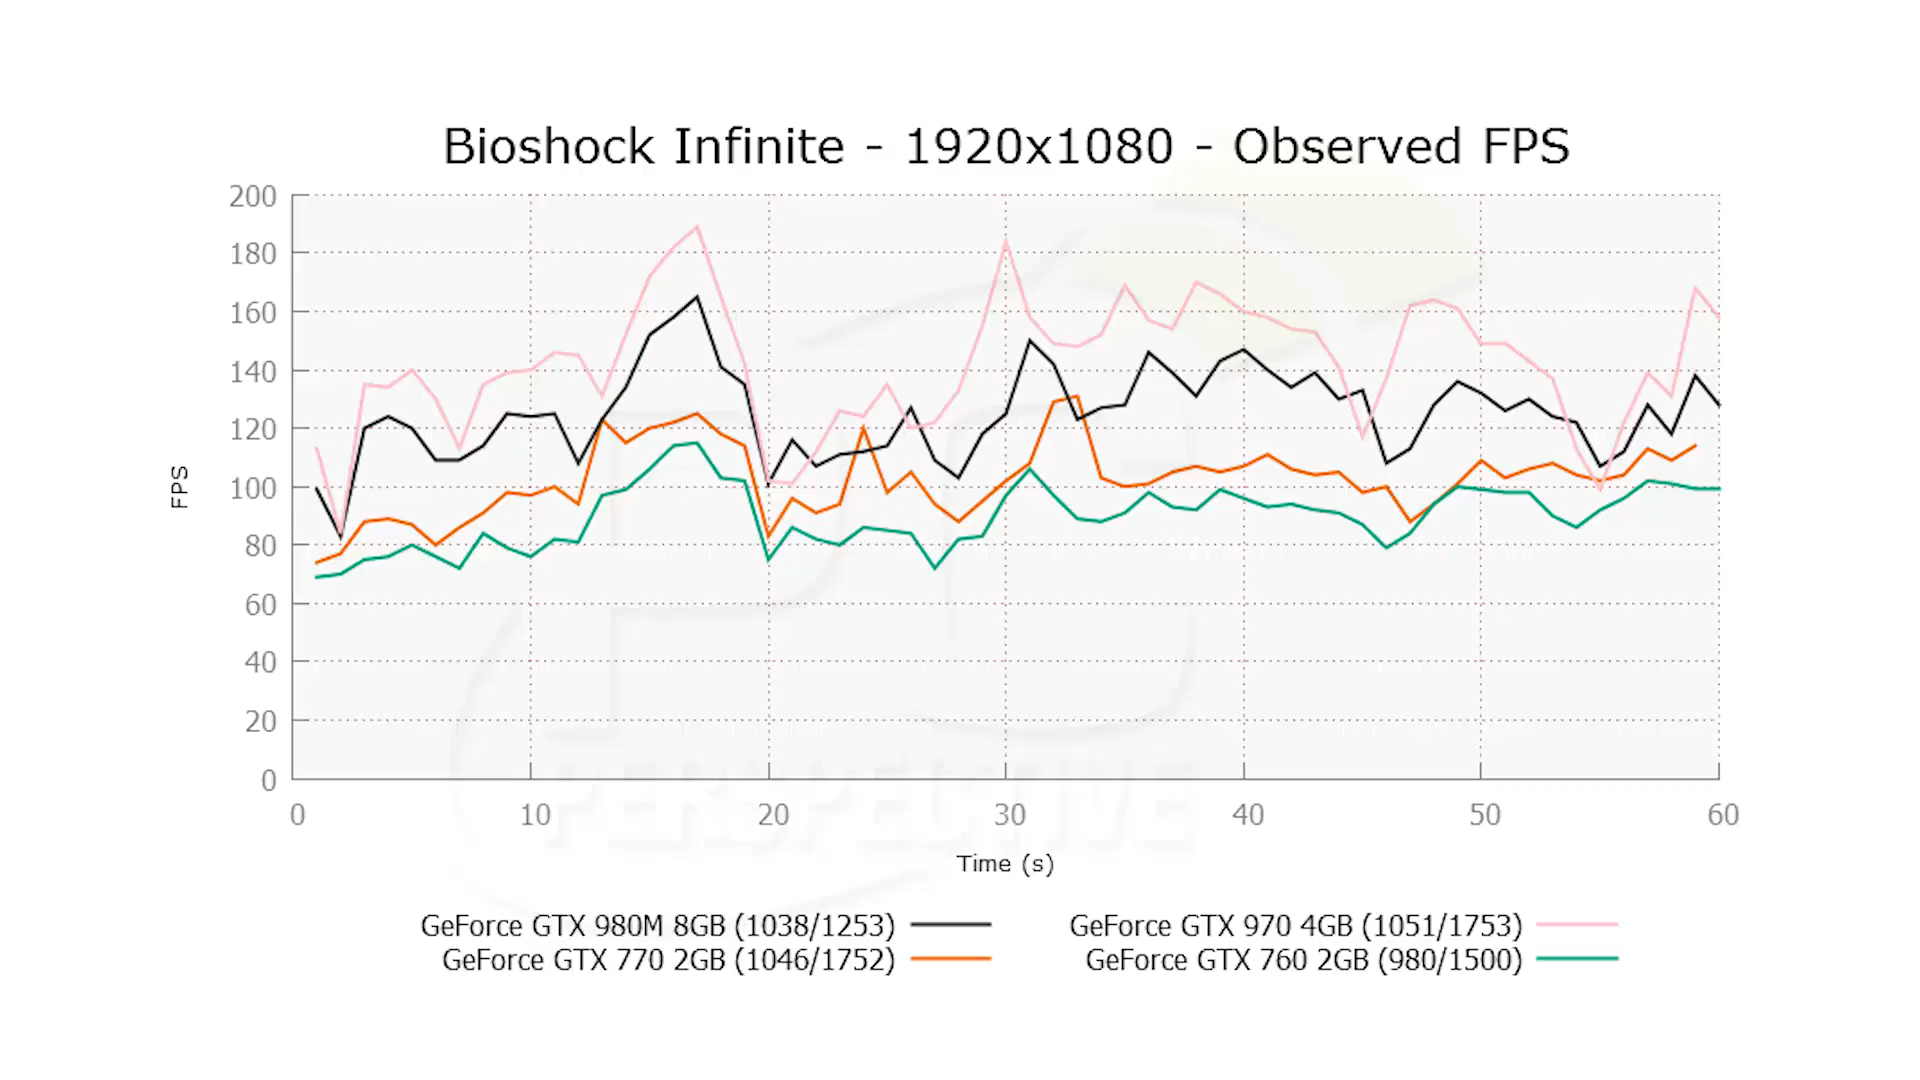 Bioshock Infinite - 1920x1080 - Observed FPS
200
180
160
140
120
100
80
60
40
20
0
FPS
0 10 20 30 40 50 60
Time (s)
GeForce GTX 980M 8GB (1038/1253) GeForce GTX 970 4GB (1051/1753)
GeForce GTX 770 2GB (1046/1752) GeForce GTX 760 2GB (980/1500)
PC
PERSPECTIVE